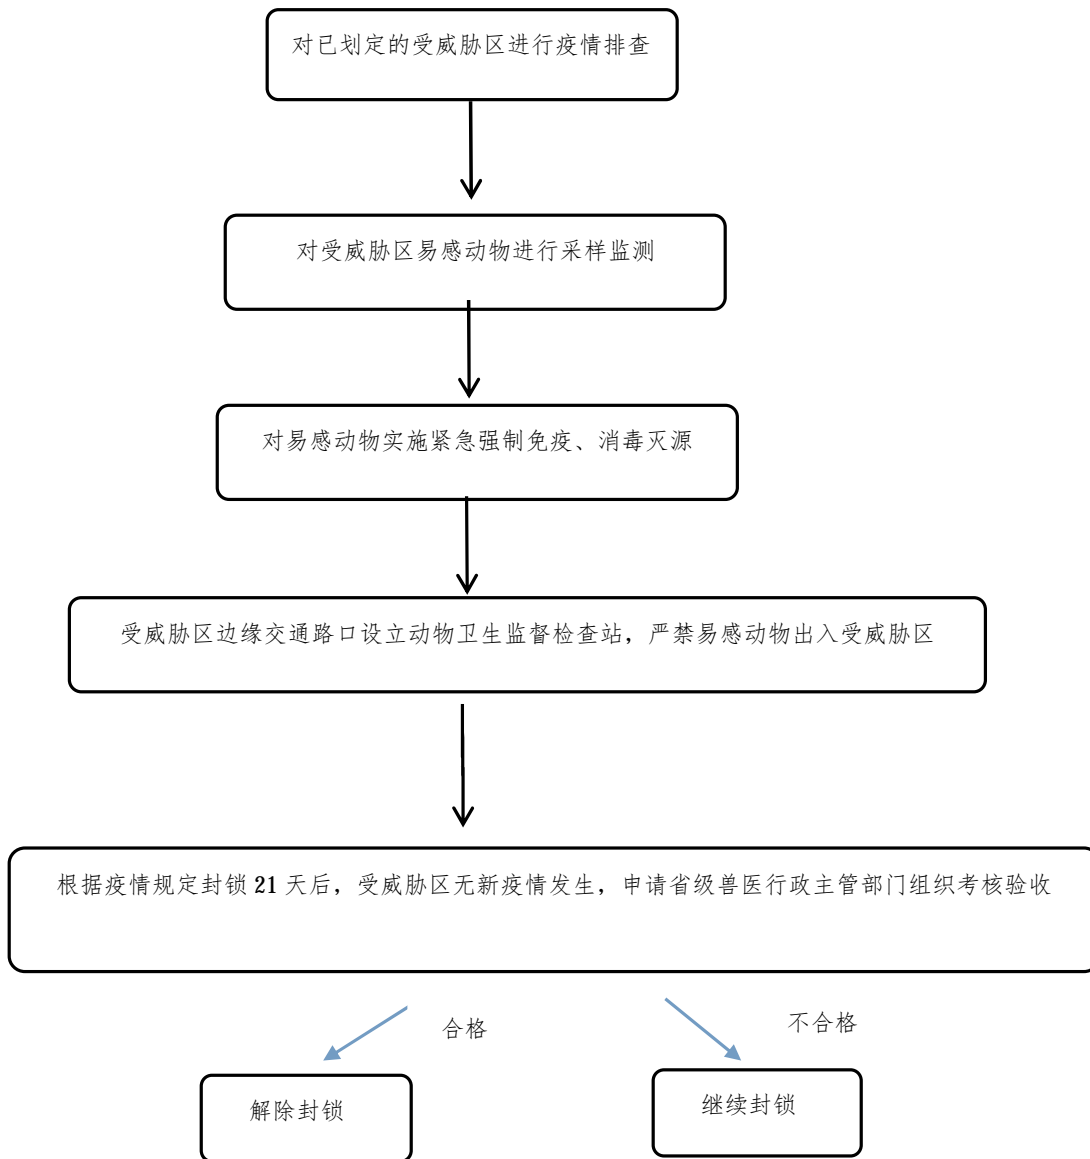 对已划定的受威胁区进行疫情排查
对受威胁区易感动物进行采样监测
对易感动物实施紧急强制免疫、消毒灭源
受威胁区边缘交通路口设立动物卫生监督检查站，严禁易感动物出入受威胁区
根据疫情规定封锁 21 天后，受威胁区无新疫情发生，申请省级兽医行政主管部门组织考核验收
合格
不合格
解除封锁
继续封锁